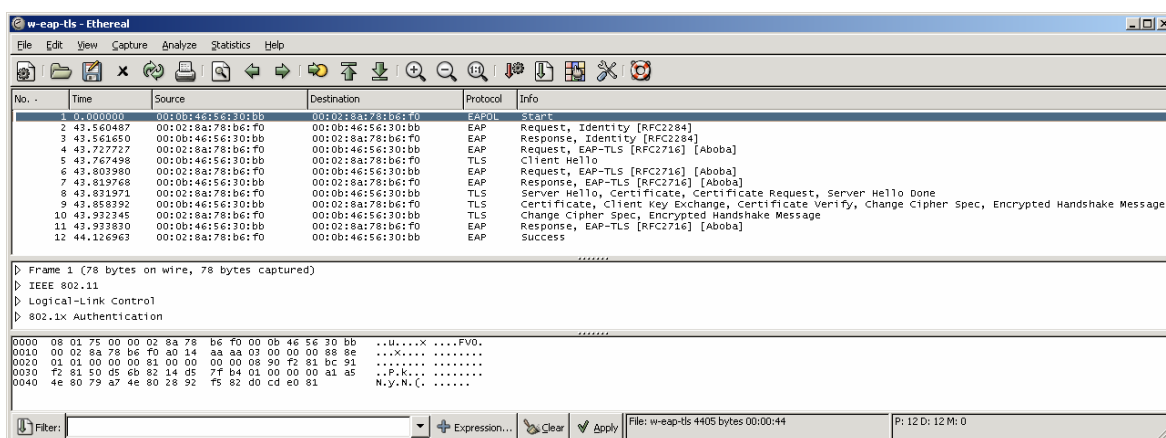 w-eap-tls - Ethereal
File Edit View Capture Analyze Statistics Help
No. . Time Source Destination Protocol Info
1 0.000000 00:0b:46:56:30:bb 00:02:8a:78:b6:f0 EAPOL Start
2 43.560487 00:02:8a:78:b6:f0 00:0b:46:56:30:bb EAP Request, Identity [RFC2284]
3 43.561650 00:0b:46:56:30:bb 00:02:8a:78:b6:f0 EAP Response, Identity [RFC2284]
4 43.727727 00:02:8a:78:b6:f0 00:0b:46:56:30:bb EAP Request, EAP-TLS [RFC2716] [Aboba]
5 43.767498 00:0b:46:56:30:bb 00:02:8a:78:b6:f0 TLS Client Hello
6 43.803980 00:02:8a:78:b6:f0 00:0b:46:56:30:bb EAP Request, EAP-TLS [RFC2716] [Aboba]
7 43.819768 00:0b:46:56:30:bb 00:02:8a:78:b6:f0 EAP Response, EAP-TLS [RFC2716] [Aboba]
8 43.831971 00:02:8a:78:b6:f0 00:0b:46:56:30:bb TLS Server Hello, Certificate, Certificate Request, Server Hello Done
9 43.858392 00:0b:46:56:30:bb 00:02:8a:78:b6:f0 TLS Certificate, Client Key Exchange, Certificate Verify, Change Cipher Spec, Encrypted Handshake Message
10 43.932345 00:02:8a:78:b6:f0 00:0b:46:56:30:bb TLS Change Cipher Spec, Encrypted Handshake Message
11 43.933830 00:0b:46:56:30:bb 00:02:8a:78:b6:f0 EAP Response, EAP-TLS [RFC2716] [Aboba]
12 44.126963 00:02:8a:78:b6:f0 00:0b:46:56:30:bb EAP Success
Frame 1 (78 bytes on wire, 78 bytes captured)
IEEE 802.11
Logical-Link Control
802.1x Authentication
0000 08 01 75 00 00 02 8a 78 b6 f0 00 0b 46 56 30 bb ..u....x ....FV0.
0010 00 02 8a 78 b6 f0 a0 14 aa aa 03 00 00 00 88 8e ...x.... ........
0020 01 01 00 00 00 81 00 00 00 00 08 90 f2 81 bc 91 ........ ........
0030 f2 81 50 d5 6b 82 14 d5 7f b4 01 00 00 00 a1 a5 ..P.k... ........
0040 4e 80 79 a7 4e 80 28 92 f5 82 d0 cd e0 81 N.y.N.(. ......
Filter: Expression... Clear Apply File: w-eap-tls 4405 bytes 00:00:44 P: 12 D: 12 M: 0